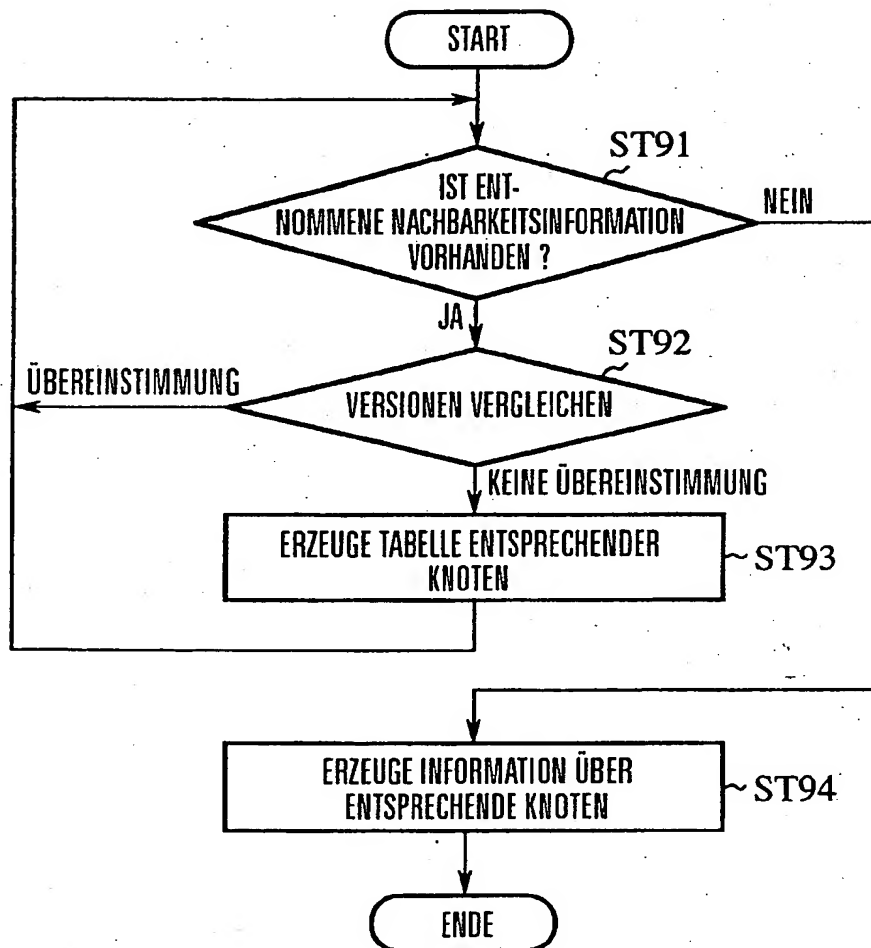 START
ST91
IST ENT-
NOMMENE NACHBARKEITSINFORMATION
VORHANDEN ?
NEIN
JA
ST92
ÜBEREINSTIMMUNG
VERSIONEN VERGLEICHEN
KEINE ÜBEREINSTIMMUNG
ERZEUGE TABELLE ENTSPRECHENDER
KNOTEN
ST93
ERZEUGE INFORMATION ÜBER
ENTSPRECHENDE KNOTEN
ST94
ENDE